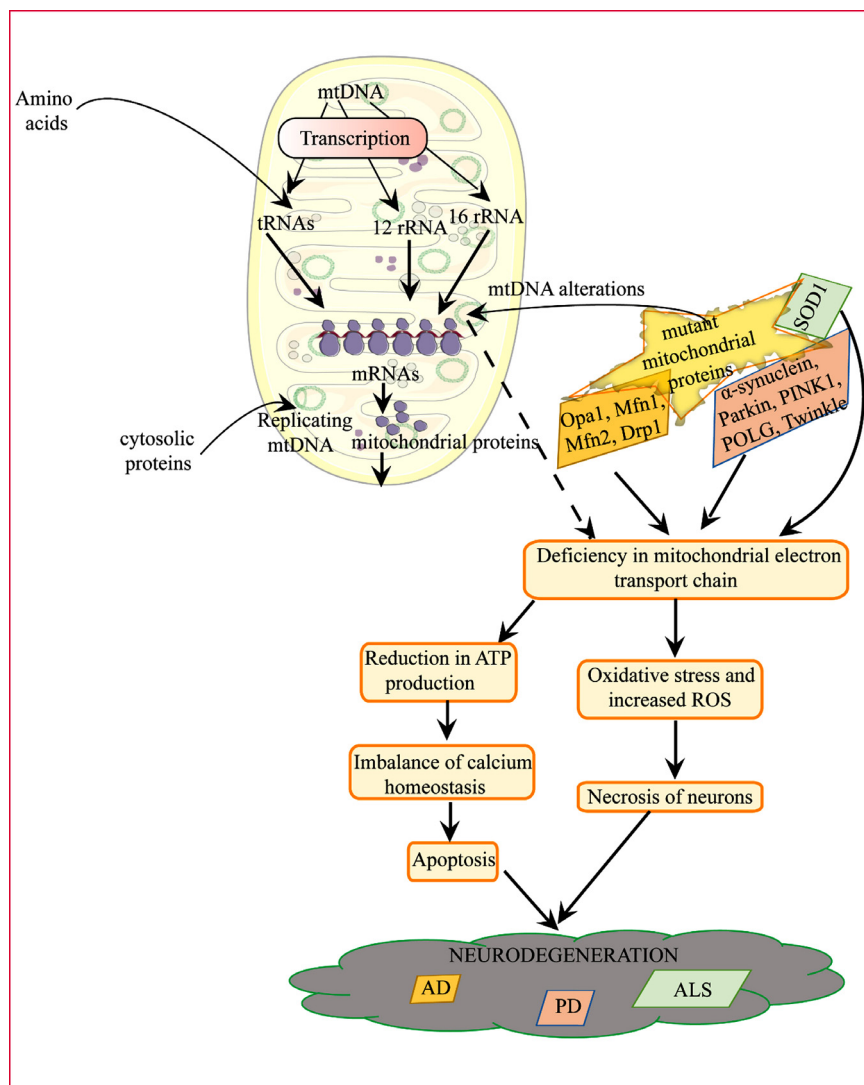 mtDNA
Amino
acids
Transcription
tRNAs
12 rRNA
16 rRNA
mtDNA alterations
SOD1
mutant
mitochondrial
proteins
α-synuclein,
Parkin, PINK1,
POLG, Twinkle
Opa1, Mfn1,
Mfn2, Drp1
mRNAs
Replicating
mtDNA
mitochondrial proteins
cytosolic
proteins
Deficiency in mitochondrial electron
transport chain
Reduction in ATP
production
Oxidative stress and
increased ROS
Imbalance of calcium
homeostasis
Necrosis of neurons
Apoptosis
NEURODEGENERATION
AD
PD
ALS